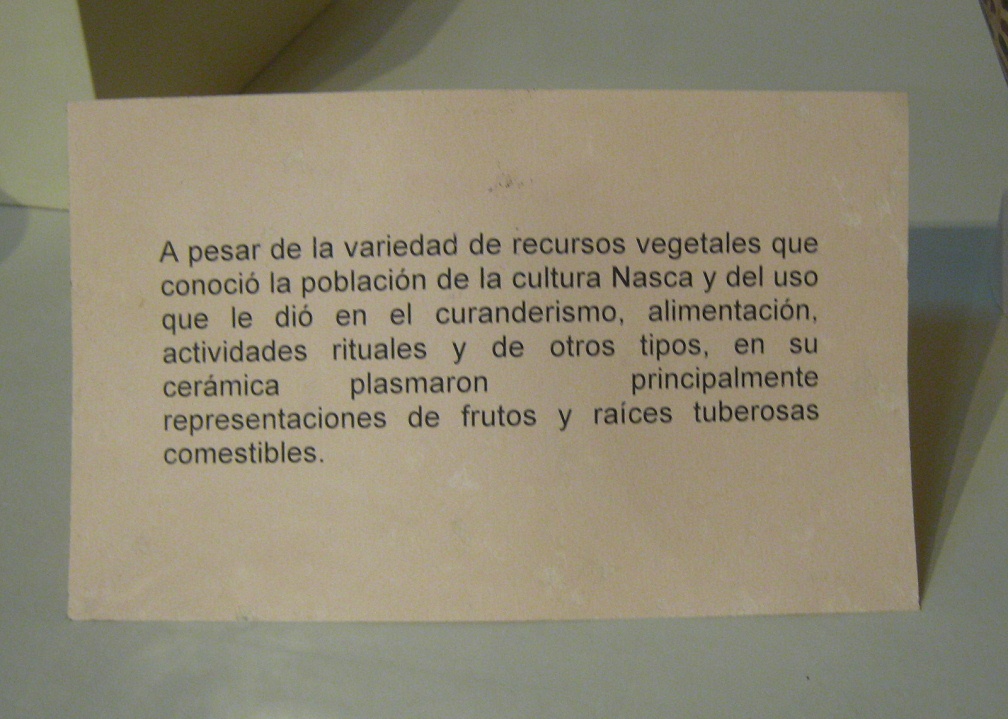 A pesar de la variedad de recursos vegetales que
conoció la población de la cultura Nasca y del uso
que le dió en el curanderismo, alimentación,
actividades rituales y de otros tipos, en su
cerámica plasmaron principalmente
representaciones de frutos y raíces tuberosas
comestibles.